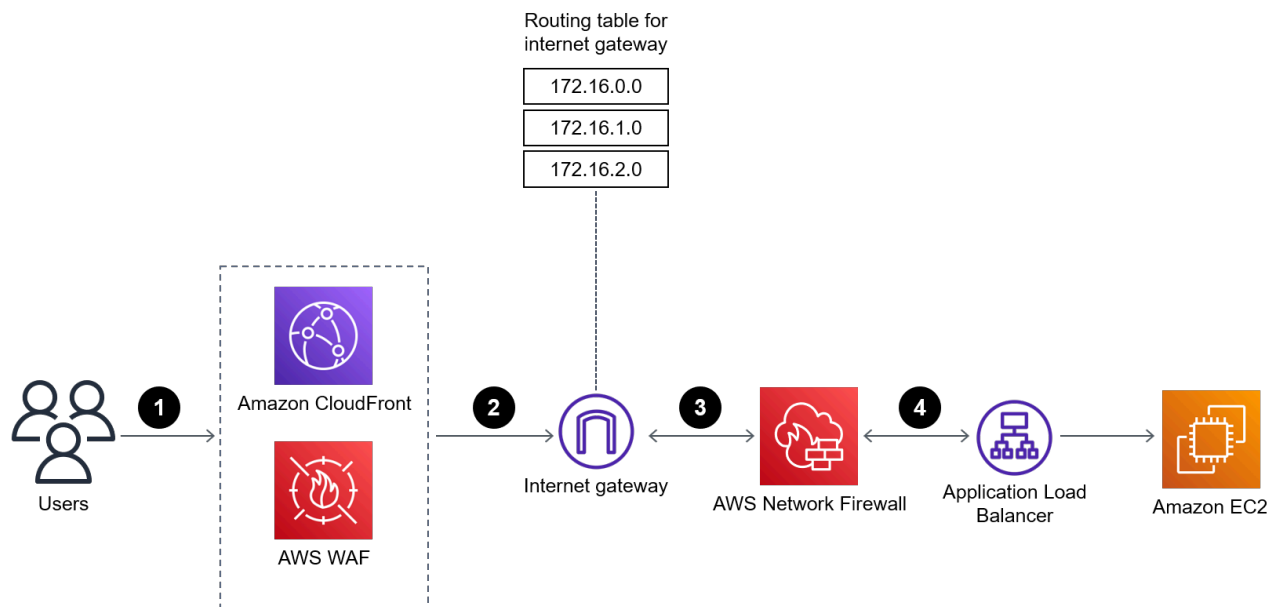 Routing table for
internet gateway
172.16.0.0
172.16.1.0
172.16.2.0
1
2
3
4
Amazon CloudFront
Users
AWS WAF
Internet gateway
AWS Network Firewall
Application Load
Balancer
Amazon EC2